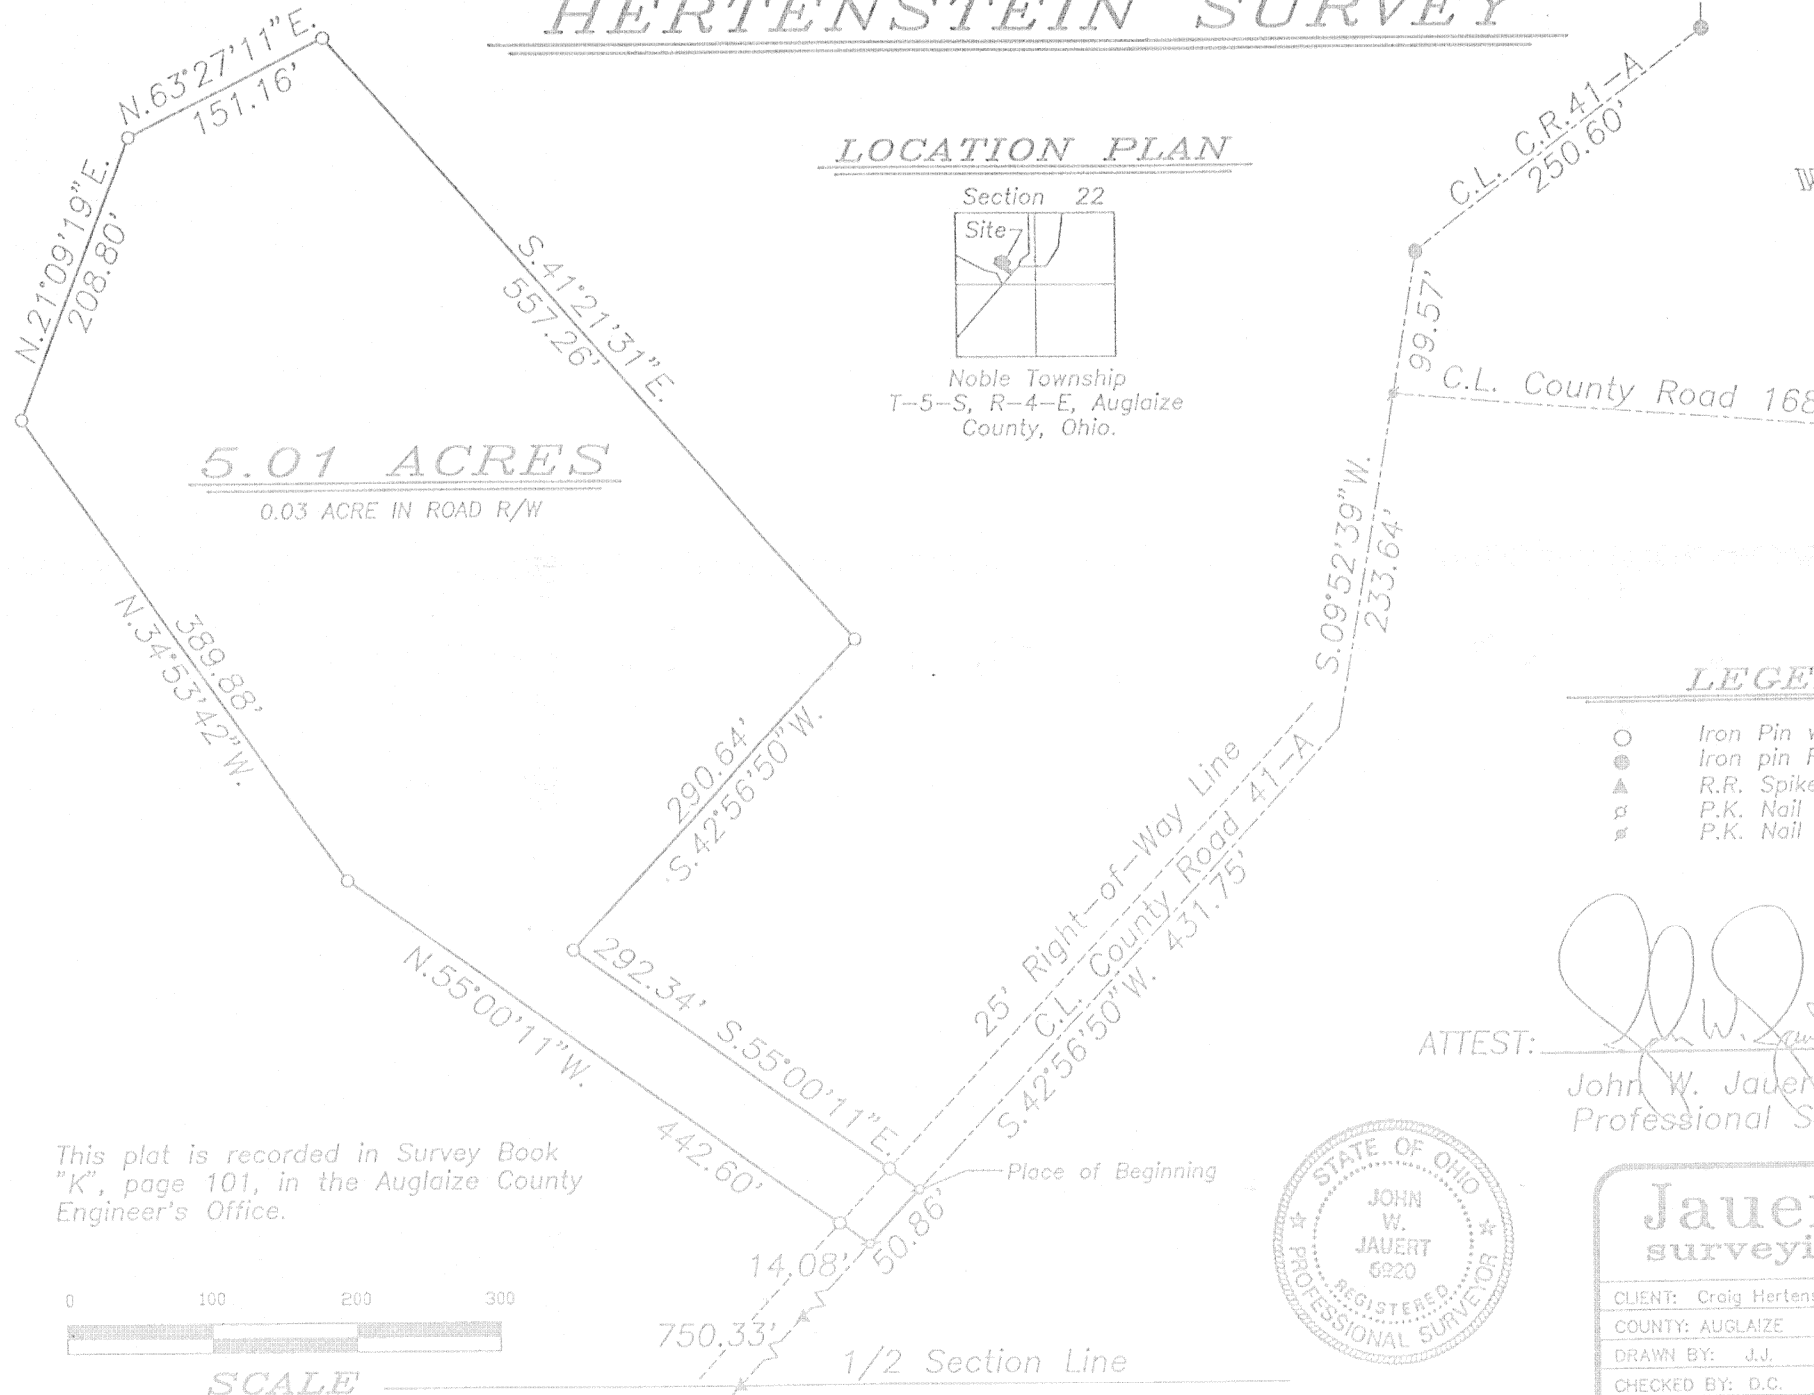 HERTENSTEIN SURVEY
N.63°27'11"E.
151.16'
N.21°09'19"E.
208.80'
S.41°21'31"E.
557.26'
5.01 ACRES
0.03 ACRE IN ROAD R/W
389.88'
N.34°53'42"W.
290.64'
S.42°56'50"W.
292.34' S.55°00'11"E.
N.55°00'11"W.
442.60'
LOCATION PLAN
Section 22
Site
Noble Township
T-5-S, R-4-E, Auglaize
County, Ohio.
C.L. C.R.41-A
250.60'
99.57'
C.L. County Road 168
S.09°52'39"W.
233.64'
25' Right-of-Way Line
C.L. County Road 41-A
S.42°56'50"W. 431.75'
Place of Beginning
50.86'
14.08'
750.33'
1/2 Section Line
LEGE
Iron Pin
Iron pin
R.R. Spike
P.K. Nail
P.K. Nail
ATTEST:
John W. Jauer
Professional S
STATE OF OHIO
JOHN
W.
JAUERT
REGISTERED
PROFESSIONAL SURVEYOR
This plat is recorded in Survey Book
"K", page 101, in the Auglaize County
Engineer's Office.
0 100 200 300
SCALE
Jaue
surveyi
CLIENT: Craig Hertens
COUNTY: AUGLAIZE
DRAWN BY: J.J.
CHECKED BY: D.C.